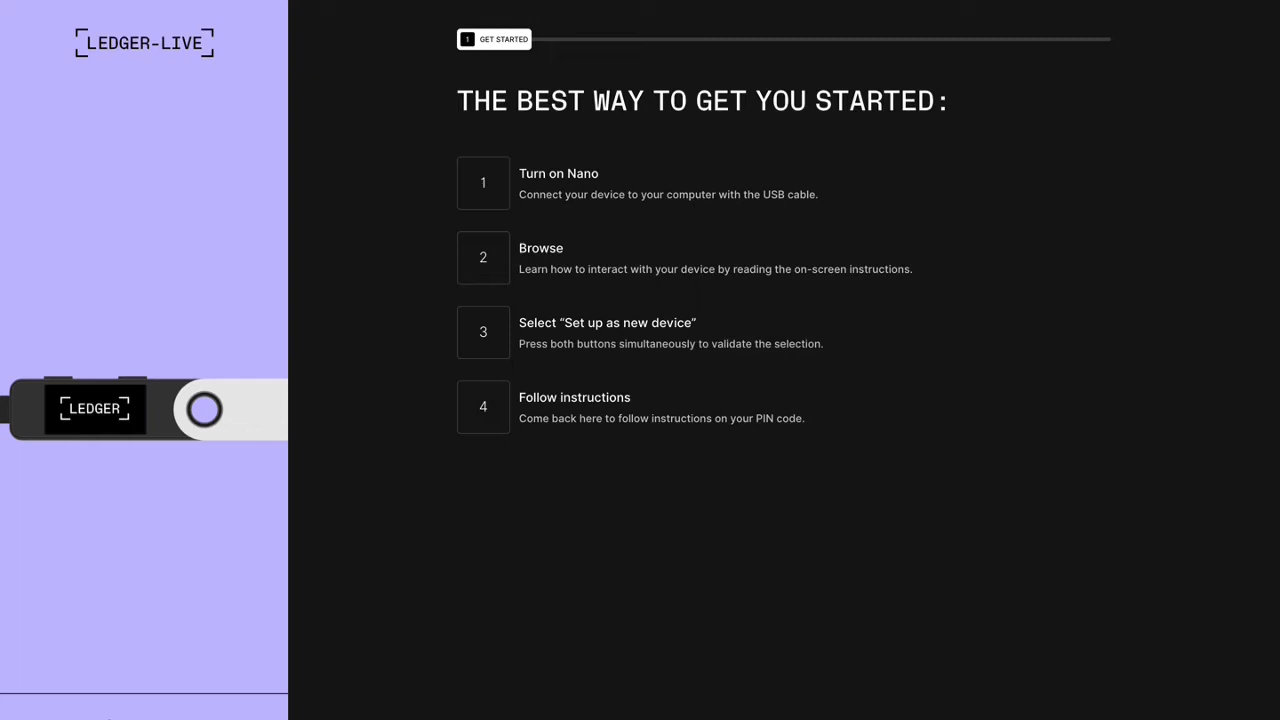 LEDGER-LIVE
1 GET STARTED
THE BEST WAY TO GET YOU STARTED:
1
Turn on Nano
Connect your device to your computer with the USB cable.
2
Browse
Learn how to interact with your device by reading the on-screen instructions.
3
Select “Set up as new device”
Press both buttons simultaneously to validate the selection.
4
Follow instructions
Come back here to follow instructions on your PIN code.
LEDGER